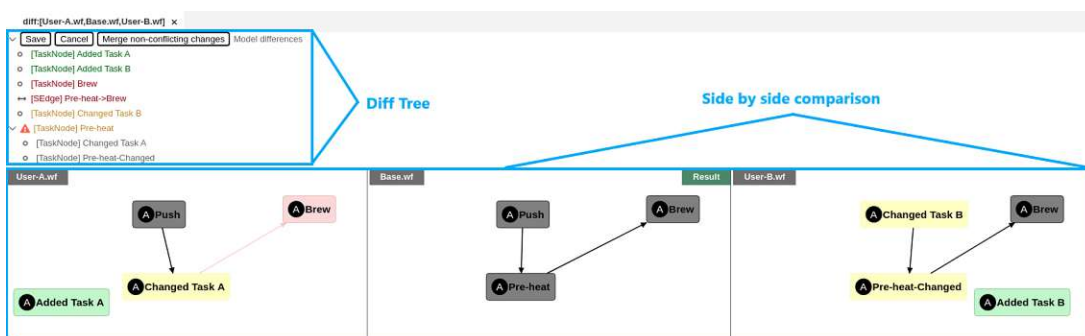 diff:[User-A.wf,Base.wf,User-B.wf] ×
Save Cancel Merge non-conflicting changes Model differences
[TaskNode] Added Task A
[TaskNode] Added Task B
[TaskNode] Brew
[SEdge] Pre-heat->Brew
[TaskNode] Changed Task B
[TaskNode] Pre-heat
[TaskNode] Changed Task A
[TaskNode] Pre-heat-Changed
Diff Tree
Side by side comparison
User-A.wf
A Push
A Brew
A Changed Task A
A Added Task A
Base.wf
Result
A Push
A Brew
A Pre-heat
User-B.wf
A Changed Task B
A Brew
A Pre-heat-Changed
A Added Task B